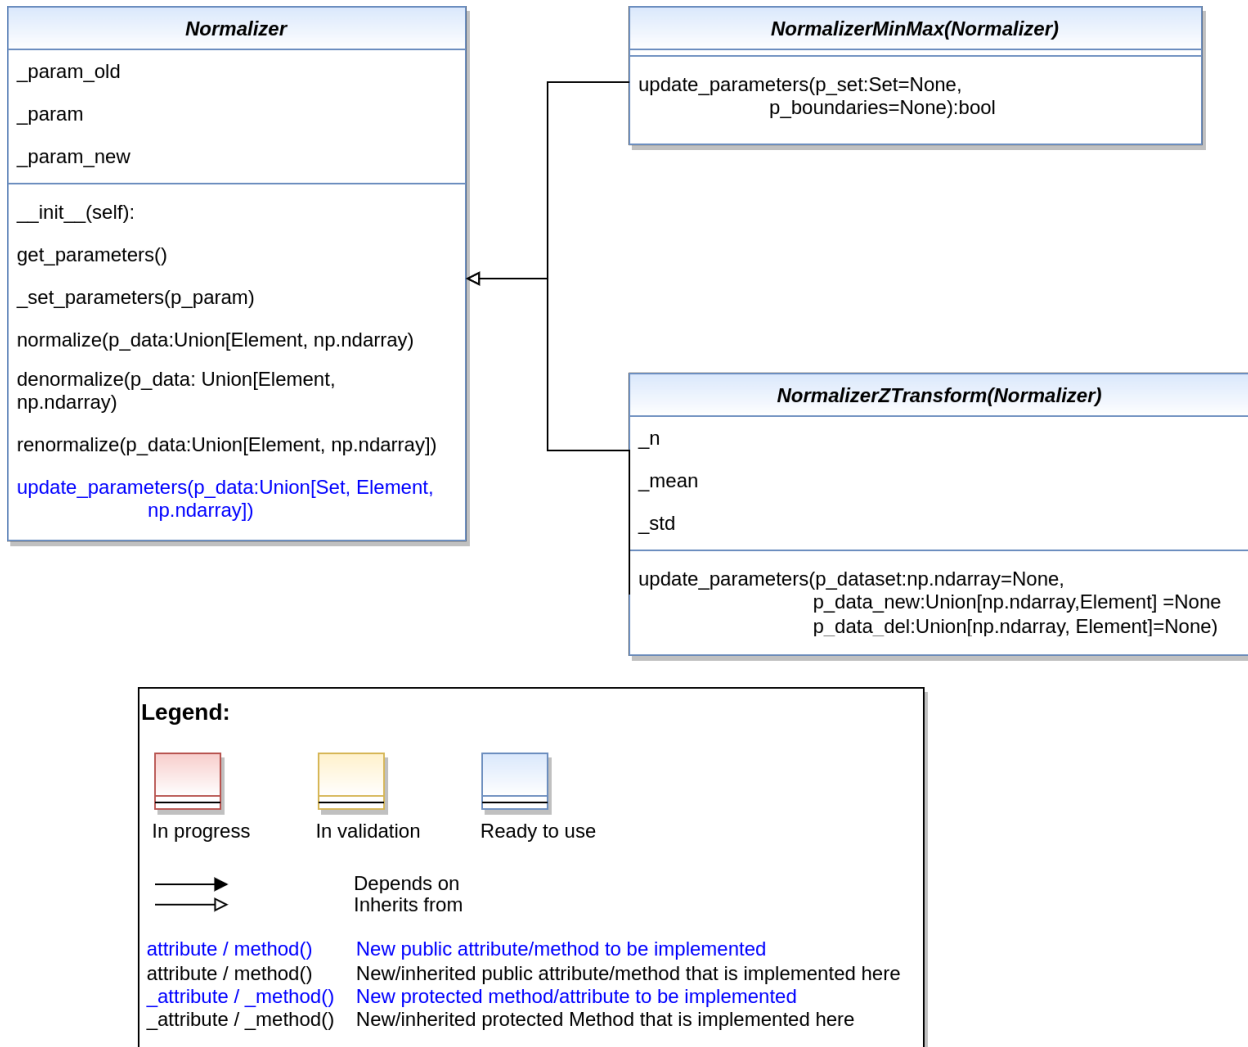 Normalizer
_param_old
_param
_param_new
__init__(self):
get_parameters()
_set_parameters(p_param)
normalize(p_data:Union[Element, np.ndarray)
denormalize(p_data: Union[Element,
np.ndarray)
renormalize(p_data:Union[Element, np.ndarray])
update_parameters(p_data:Union[Set, Element,
np.ndarray])
NormalizerMinMax(Normalizer)
update_parameters(p_set:Set=None,
p_boundaries=None):bool
NormalizerZTransform(Normalizer)
_n
_mean
_std
update_parameters(p_dataset:np.ndarray=None,
p_data_new:Union[np.ndarray,Element] =None
p_data_del:Union[np.ndarray, Element]=None)
Legend:
In progress
In validation
Ready to use
Depends on
Inherits from
attribute / method() New public attribute/method to be implemented
attribute / method() New/inherited public attribute/method that is implemented here
_attribute / _method() New protected method/attribute to be implemented
_attribute / _method() New/inherited protected Method that is implemented here